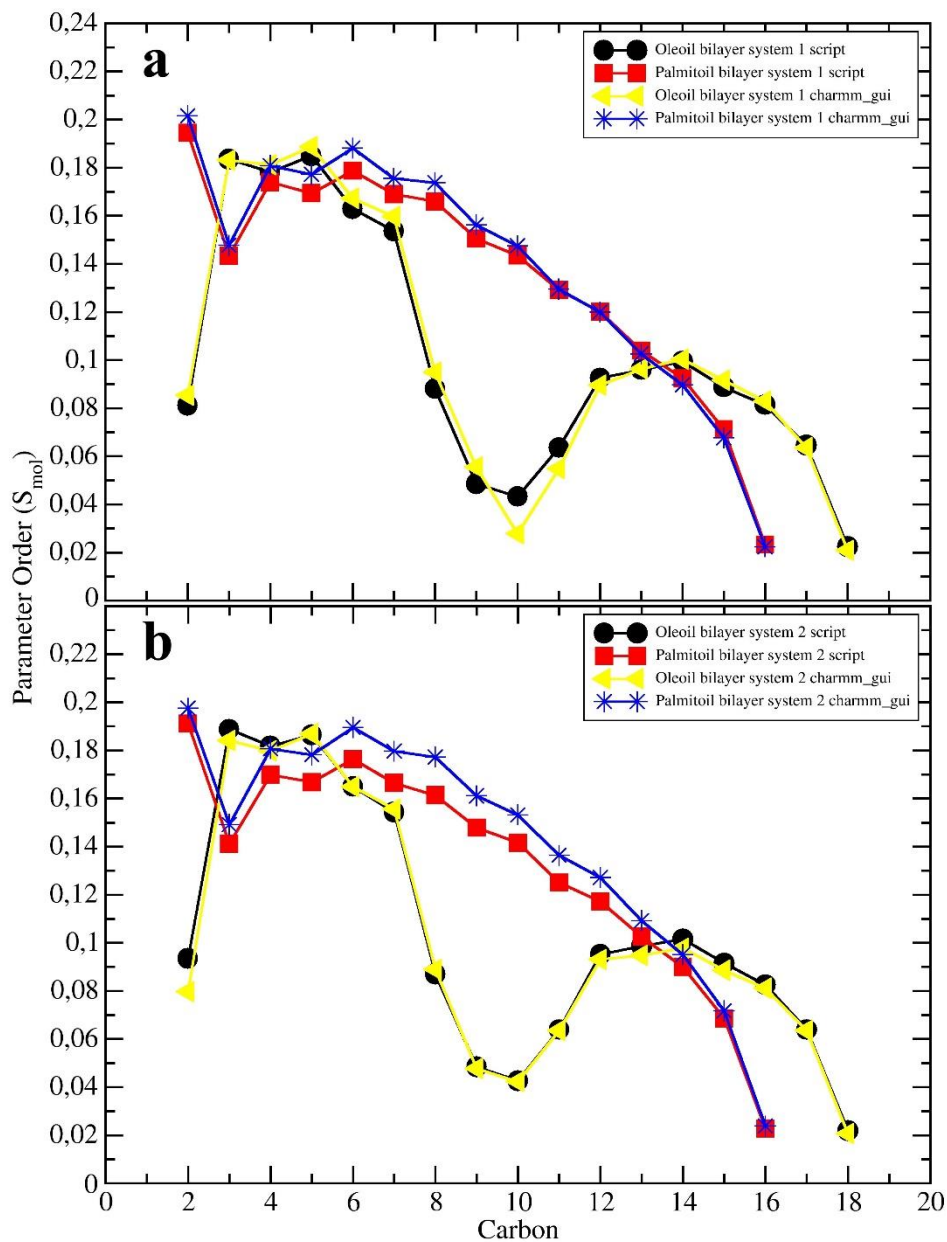 0,24
0,22
0,2
0,18
0,16
0,14
0,12
0,1
0,08
0,06
0,04
0,02
0
a
Oleoil bilayer system 1 script
Palmitoil bilayer system 1 script
Oleoil bilayer system 1 charmm_gui
Palmitoil bilayer system 1 charmm_gui
Parameter Order (S_mol)
0,22
0,2
0,18
0,16
0,14
0,12
0,1
0,08
0,06
0,04
0,02
0
b
Oleoil bilayer system 2 script
Palmitoil bilayer system 2 script
Oleoil bilayer system 2 charmm_gui
Palmitoil bilayer system 2 charmm_gui
0 2 4 6 8 10 12 14 16 18 20
Carbon